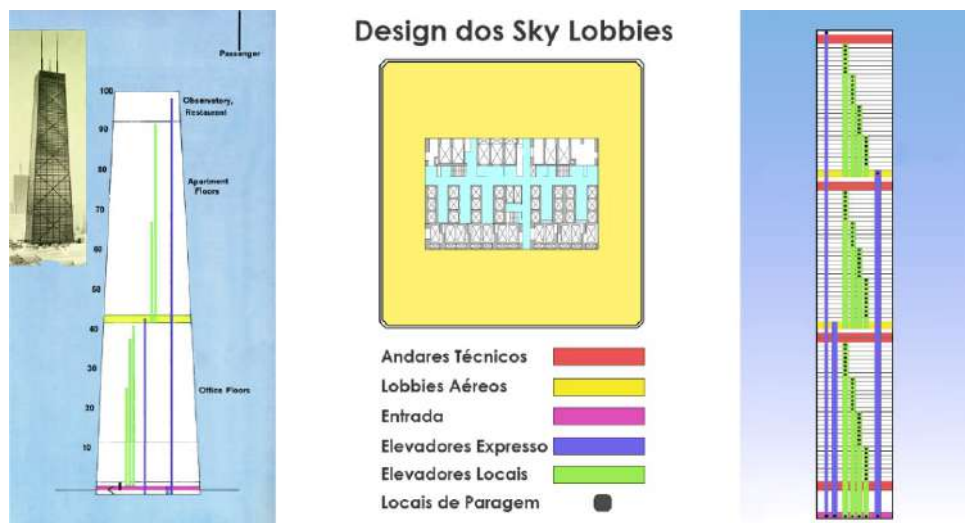 Passenger
100
Observatory,
Restaurant
90
80
Apartment
Floors
70
60
50
40
30
Office Floors
20
10
Design dos Sky Lobbies
Andares Técnicos
Lobbies Aéreos
Entrada
Elevadores Expresso
Elevadores Locais
Locais de Paragem